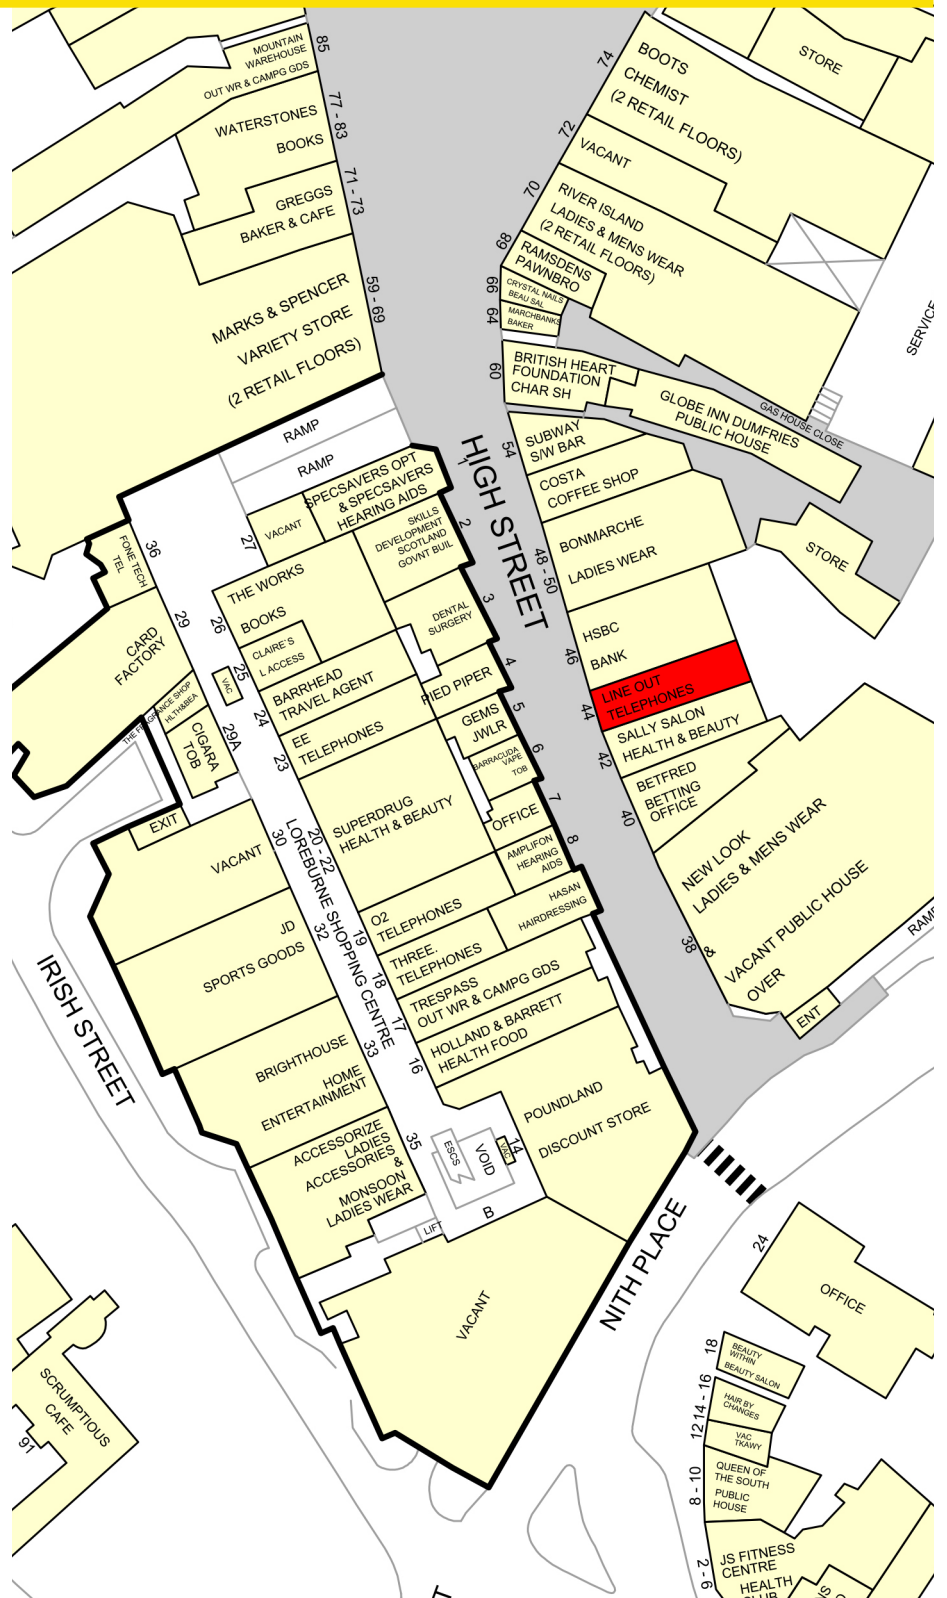 85
MOUNTAIN
WAREHOUSE
OUT WR & CAMPG GDS
77 - 83
WATERSTONES
BOOKS
71 - 73
GREGGS
BAKER & CAFE
59 - 69
MARKS & SPENCER
VARIETY STORE
(2 RETAIL FLOORS)
74
BOOTS
CHEMIST
(2 RETAIL FLOORS)
STORE
72
VACANT
70
RIVER ISLAND
LADIES & MENS WEAR
(2 RETAIL FLOORS)
68
RAMSDENS
PAWNBRO
66
CRYSTAL NAILS
BEAU SAL
64
MARCHBANKS
BAKER
SERVICE
60
BRITISH HEART
FOUNDATION
CHAR SH
GLOBE INN DUMFRIES
PUBLIC HOUSE
GAS HOUSE CLOSE
54
SUBWAY
S/W BAR
COSTA
COFFEE SHOP
48 - 50
BONMARCHE
LADIES WEAR
STORE
46
HSBC
BANK
44
LINE OUT
TELEPHONES
42
SALLY SALON
HEALTH & BEAUTY
40
BETFRED
BETTING
OFFICE
38
&
NEW LOOK
LADIES & MENS WEAR
VACANT PUBLIC HOUSE
OVER
ENT
RAMP
HIGH STREET
RAMP
RAMP
1
SPECSAVERS OPT
& SPECSAVERS
HEARING AIDS
27
VACANT
2
SKILLS
DEVELOPMENT
SCOTLAND
GOVNT BUIL
3
DENTAL
SURGERY
4
PIED PIPER
5
GEMS
JWLR
6
BARRACUDA
VAPE
TOB
7
OFFICE
8
AMPLIFON
HEARING
AIDS
HASAN
HAIRDRESSING
36
FONE TECH
TEL
29
CARD
FACTORY
THE FRAGRANCE SHOP
HLTH&BEA
29A
CIGARA
TOB
EXIT
26
THE WORKS
BOOKS
25
CLAIRE'S
L ACCESS
VAC
24
BARRHEAD
TRAVEL AGENT
23
EE
TELEPHONES
20 - 22
SUPERDRUG
HEALTH & BEAUTY
19
O2
TELEPHONES
18
THREE.
TELEPHONES
17
TRESPASS
OUT WR & CAMPG GDS
16
HOLLAND & BARRETT
HEALTH FOOD
POUNDLAND
DISCOUNT STORE
LOREBURNE SHOPPING CENTRE
30
VACANT
32
JD
SPORTS GOODS
33
BRIGHTHOUSE
HOME
ENTERTAINMENT
35
ACCESSORIZE
LADIES
ACCESSORIES
&
MONSOON
LADIES WEAR
ESCS
VOID
14
VAC
B
LIFT
VACANT
IRISH STREET
NITH PLACE
SCRUMPTIOUS
CAFE
91
24
OFFICE
18
BEAUTY
WITHIN
BEAUTY SALON
14 - 16
HAIR BY
CHANGES
12
VAC
TKAWY
8 - 10
QUEEN OF
THE SOUTH
PUBLIC
HOUSE
2 - 6
JS FITNESS
CENTRE
HEALTH
CLUB